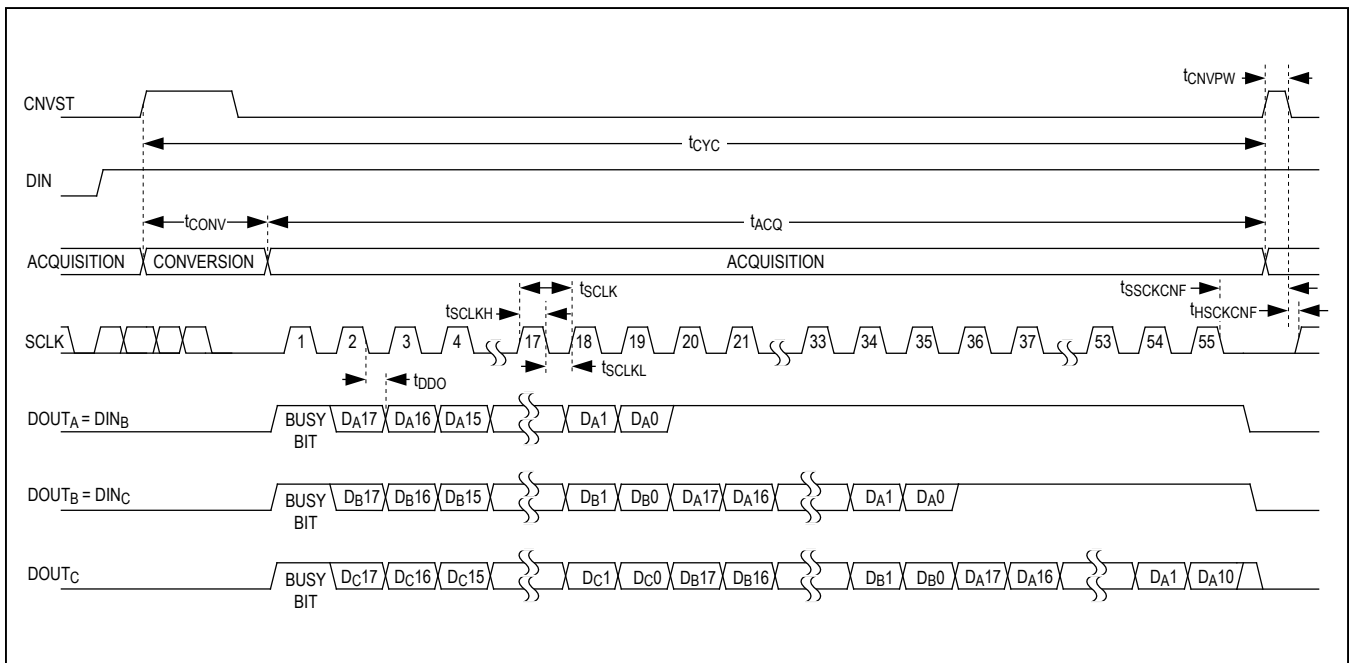 tCNVPW
CNVST
tCYC
DIN
tCONV
tACQ
ACQUISITION CONVERSION ACQUISITION
tSSCKCNF
tSCLK
tHSCKCNF
tSCLKH
SCLK 1 2 3 4 17 18 19 20 21 33 34 35 36 37 53 54 55
tSCLKL
tDDO
DOUTA = DINB BUSY BIT DA17 DA16 DA15 DA1 DA0
DOUTB = DINC BUSY BIT DB17 DB16 DB15 DB1 DB0 DA17 DA16 DA1 DA0
DOUTC BUSY BIT DC17 DC16 DC15 DC1 DC0 DB17 DB16 DB1 DB0 DA17 DA16 DA1 DA10